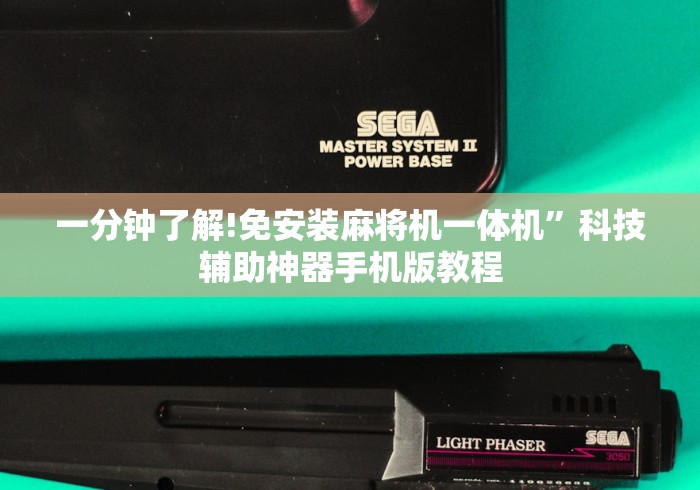 SEGA
MASTER SYSTEM II
POWER BASE
一分钟了解!免安装麻将机一体机”科技
辅助神器手机版教程
LIGHT PHASER
SEGA
3050